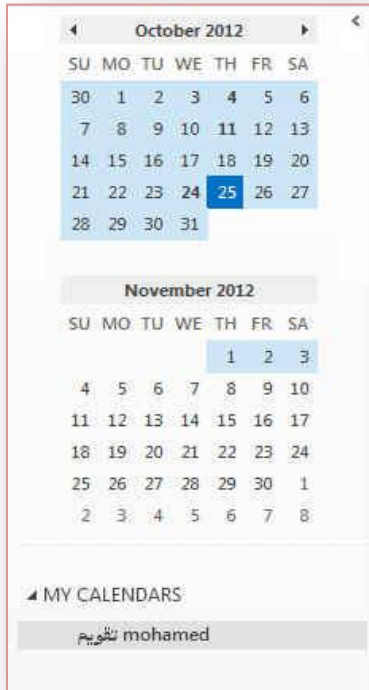 October 2012
SU MO TU WE TH FR SA
30 1 2 3 4 5 6
7 8 9 10 11 12 13
14 15 16 17 18 19 20
21 22 23 24 25 26 27
28 29 30 31
November 2012
SU MO TU WE TH FR SA
1 2 3
4 5 6 7 8 9 10
11 12 13 14 15 16 17
18 19 20 21 22 23 24
25 26 27 28 29 30 1
2 3 4 5 6 7 8
MY CALENDARS
تقويم mohamed